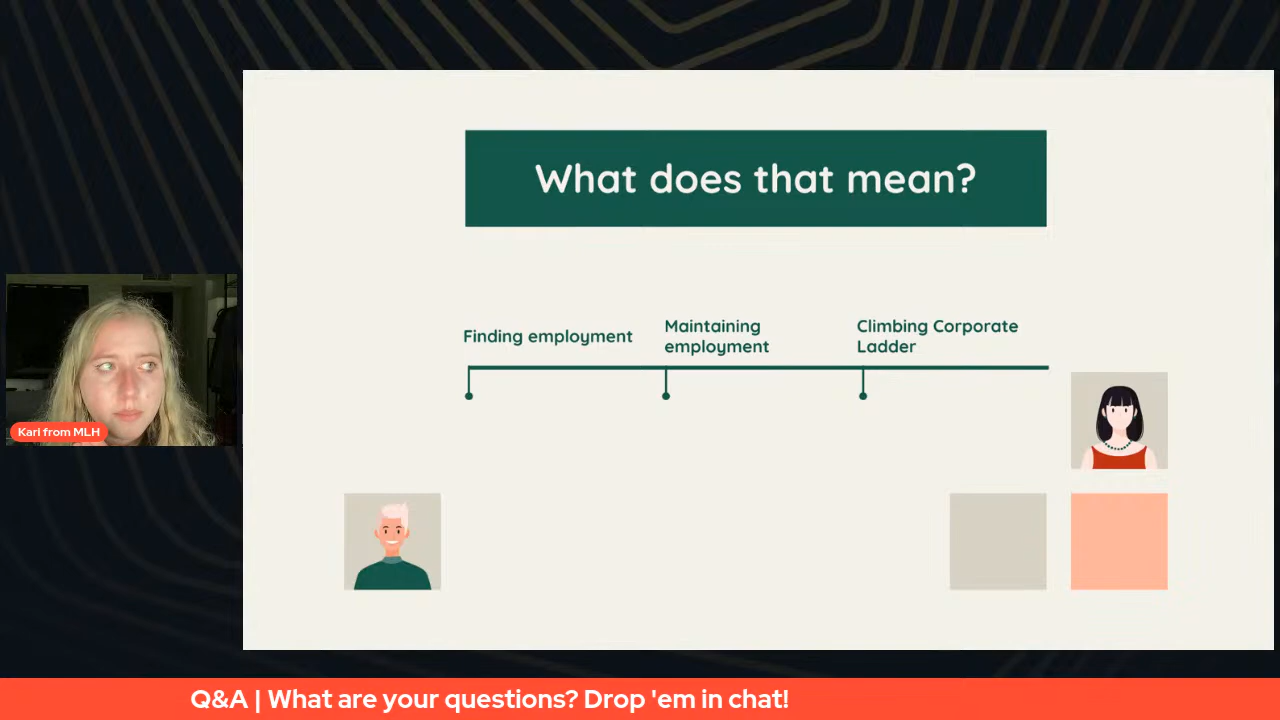 What does that mean?
Finding employment
Maintaining
employment
Climbing Corporate
Ladder
Kari from MLH
Q&A | What are your questions? Drop 'em in chat!